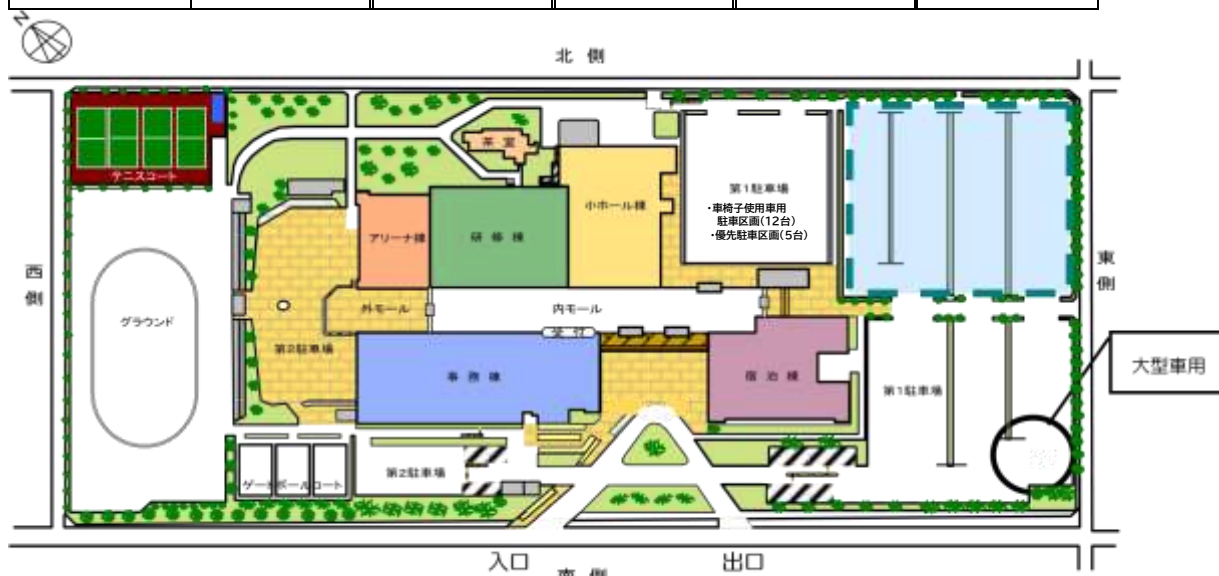 N
北側
テニスコート
茶室
小ホール棟
第1駐車場
・車椅子使用車用
駐車区画(12台)
・優先駐車区画(5台)
アリーナ棟
研修棟
西側
東側
グラウンド
外モール
内モール
受付
第2駐車場
事務棟
宿泊棟
第1駐車場
大型車用
第2駐車場
ゲートボールコート
入口
出口
南側